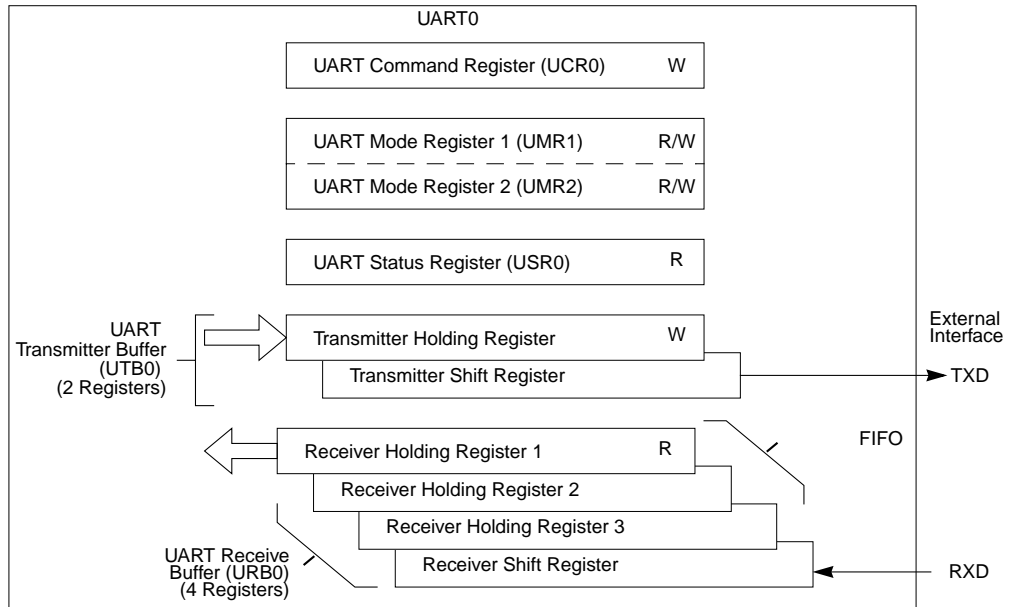 UART0
UART Command Register (UCR0) W
UART Mode Register 1 (UMR1) R/W
UART Mode Register 2 (UMR2) R/W
UART Status Register (USR0) R
UART
Transmitter Buffer
(UTB0)
(2 Registers)
Transmitter Holding Register W
Transmitter Shift Register
External
Interface
TXD
FIFO
Receiver Holding Register 1 R
Receiver Holding Register 2
Receiver Holding Register 3
Receiver Shift Register
UART Receive
Buffer (URB0)
(4 Registers)
RXD